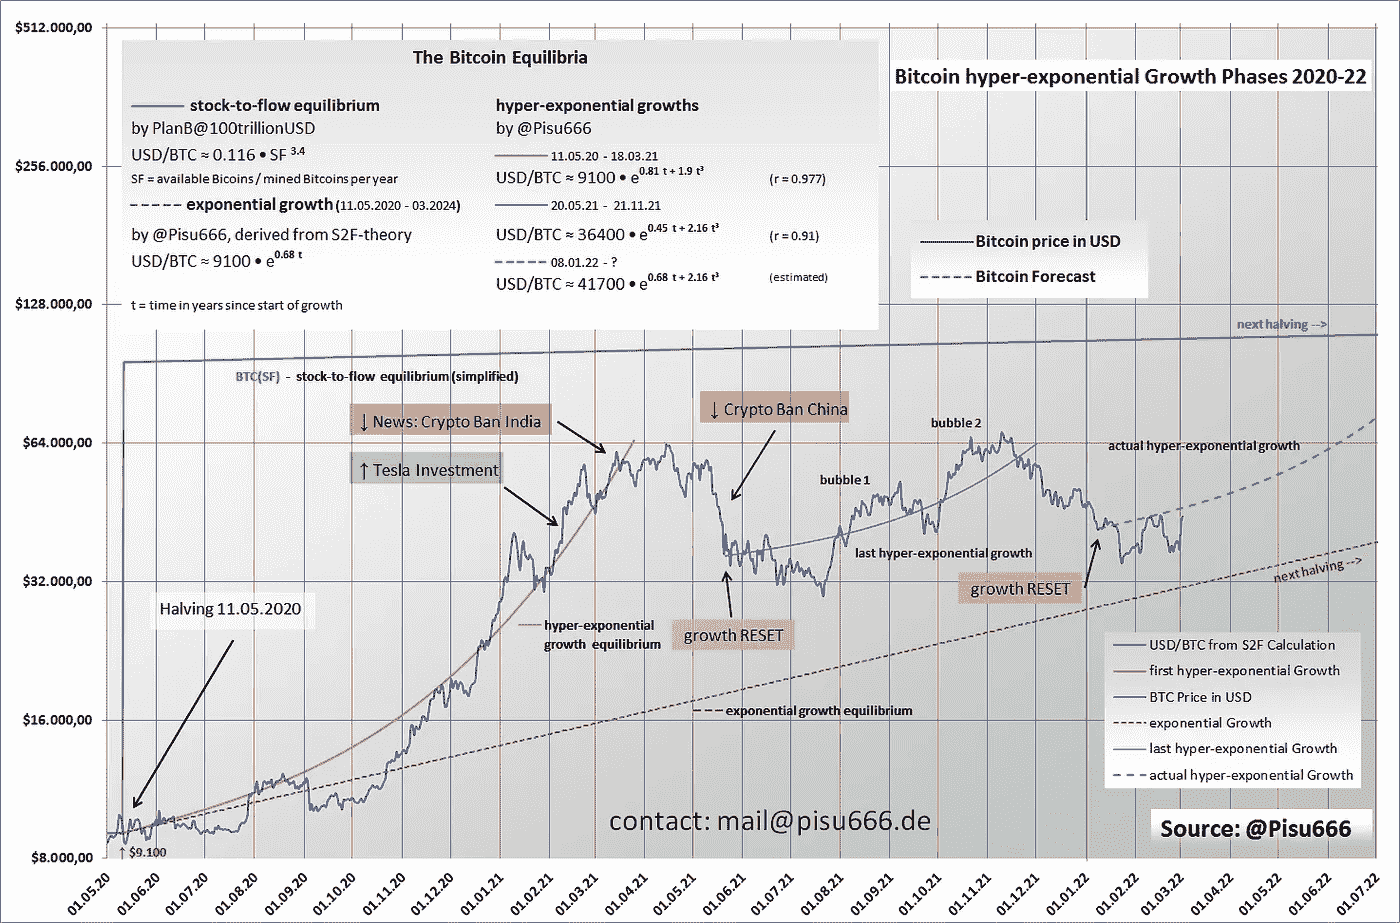 $512.000,00
$256.000,00
$128.000,00
$64.000,00
$32.000,00
$16.000,00
$8.000,00
The Bitcoin Equilibria
stock-to-flow equilibrium
by PlanB@100trillionUSD
USD/BTC ≈ 0.116 • SF 3.4
SF = available Bicoins / mined Bitcoins per year
exponential growth (11.05.2020 - 03.2024)
by @Pisu666, derived from S2F-theory
USD/BTC ≈ 9100 • e0.68 t
t = time in years since start of growth
hyper-exponential growths
by @Pisu666
11.05.20 - 18.03.21
USD/BTC ≈ 9100 • e0.81 t + 1.9 t³ (r = 0.977)
20.05.21 - 21.11.21
USD/BTC ≈ 36400 • e0.45 t + 2.16 t³ (r = 0.91)
08.01.22 - ?
USD/BTC ≈ 41700 • e0.68 t + 2.16 t³ (estimated)
Bitcoin hyper-exponential Growth Phases 2020-22
Bitcoin price in USD
Bitcoin Forecast
next halving -->
BTC(SF) - stock-to-flow equilibrium (simplified)
↓ News: Crypto Ban India
↑ Tesla Investment
↓ Crypto Ban China
bubble 2
actual hyper-exponential growth
bubble 1
last hyper-exponential growth
growth RESET
next halving -->
Halving 11.05.2020
hyper-exponential
growth equilibrium
growth RESET
exponential growth equilibrium
USD/BTC from S2F Calculation
first hyper-exponential Growth
BTC Price in USD
exponential Growth
last hyper-exponential Growth
actual hyper-exponential Growth
contact: mail@pisu666.de
Source: @Pisu666
↑ $9.100
01.05.20
01.06.20
01.07.20
01.08.20
01.09.20
01.10.20
01.11.20
01.12.20
01.01.21
01.02.21
01.03.21
01.04.21
01.05.21
01.06.21
01.07.21
01.08.21
01.09.21
01.10.21
01.11.21
01.12.21
01.01.22
01.02.22
01.03.22
01.04.22
01.05.22
01.06.22
01.07.22